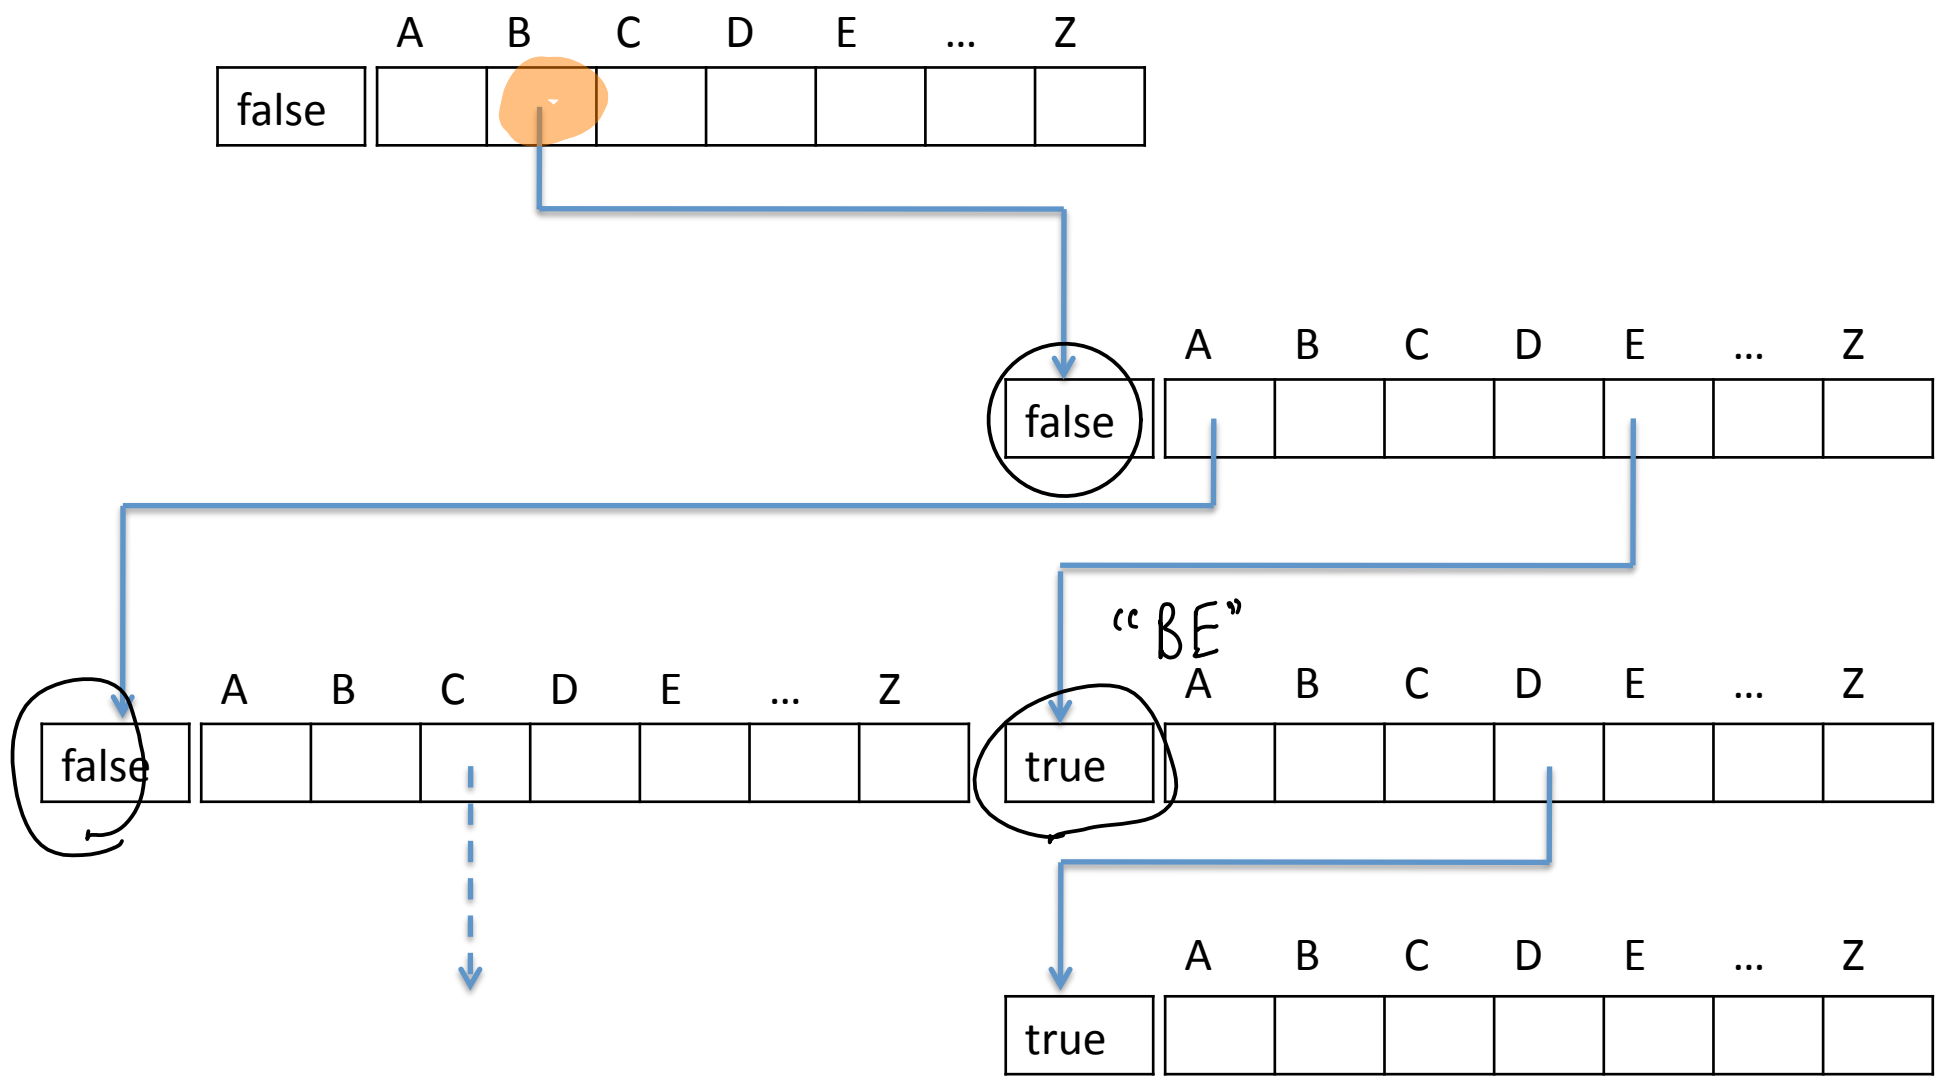 A B C D E ... Z
false
A B C D E ... Z
false
“BE”
A B C D E ... Z A B C D E ... Z
false true
A B C D E ... Z
true